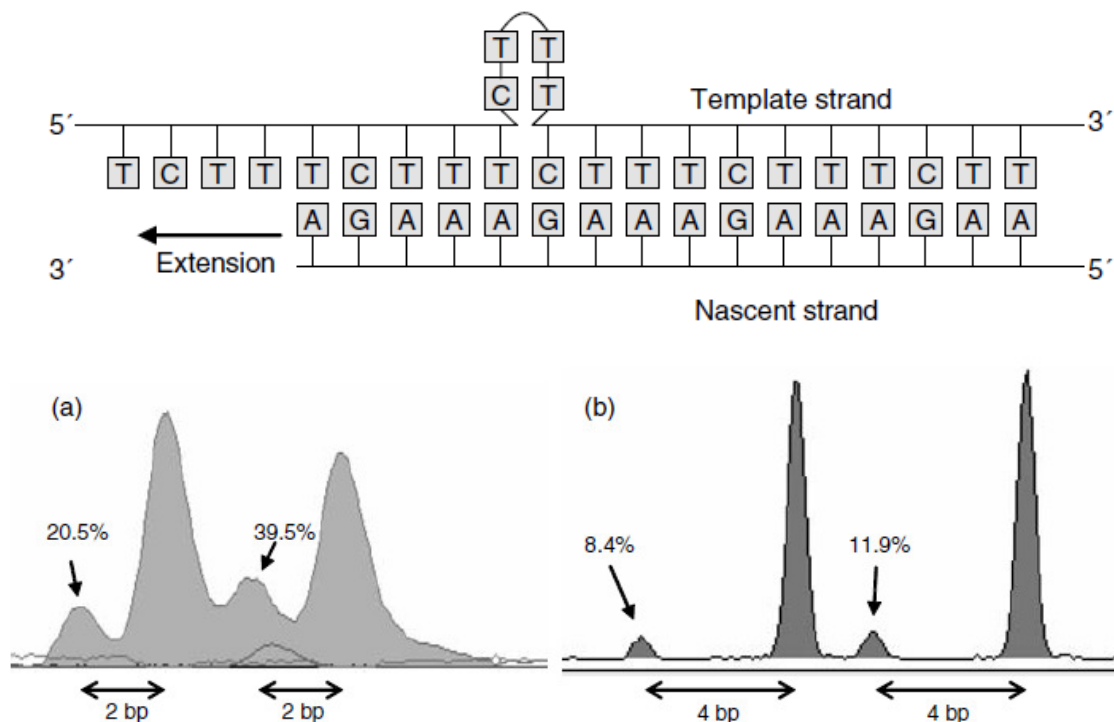 T T
C T
Template strand
5´ 3´
T C T T T C T T T C T T T C T T T C T T
A G A A A G A A A G A A A G A A
Extension
3´ 5´
Nascent strand
(a) (b)
20.5% 39.5% 8.4% 11.9%
2 bp 2 bp 4 bp 4 bp